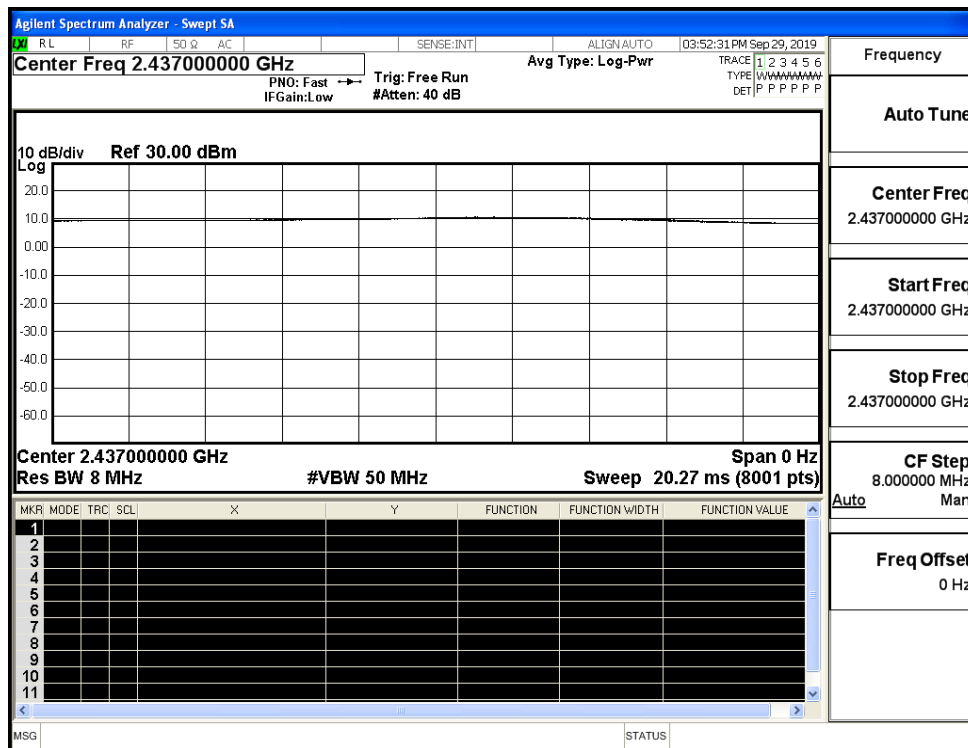 Agilent Spectrum Analyzer - Swept SA
LXI RL RF 50 Ω AC SENSE:INT ALIGN AUTO 03:52:31 PM Sep 29, 2019
Center Freq 2.437000000 GHz
PNO: Fast
IFGain:Low
Trig: Free Run
#Atten: 40 dB
Avg Type: Log-Pwr
TRACE 1 2 3 4 5 6
TYPE WWWWWW
DET P P P P P P
10 dB/div Ref 30.00 dBm
Log
20.0
10.0
0.00
-10.0
-20.0
-30.0
-40.0
-50.0
-60.0
Center 2.437000000 GHz Span 0 Hz
Res BW 8 MHz #VBW 50 MHz Sweep 20.27 ms (8001 pts)
MKR MODE TRC SCL X Y FUNCTION FUNCTION WIDTH FUNCTION VALUE
1
2
3
4
5
6
7
8
9
10
11
MSG STATUS
Frequency
Auto Tune
Center Freq
2.437000000 GHz
Start Freq
2.437000000 GHz
Stop Freq
2.437000000 GHz
CF Step
8.000000 MHz
Auto Man
Freq Offset
0 Hz